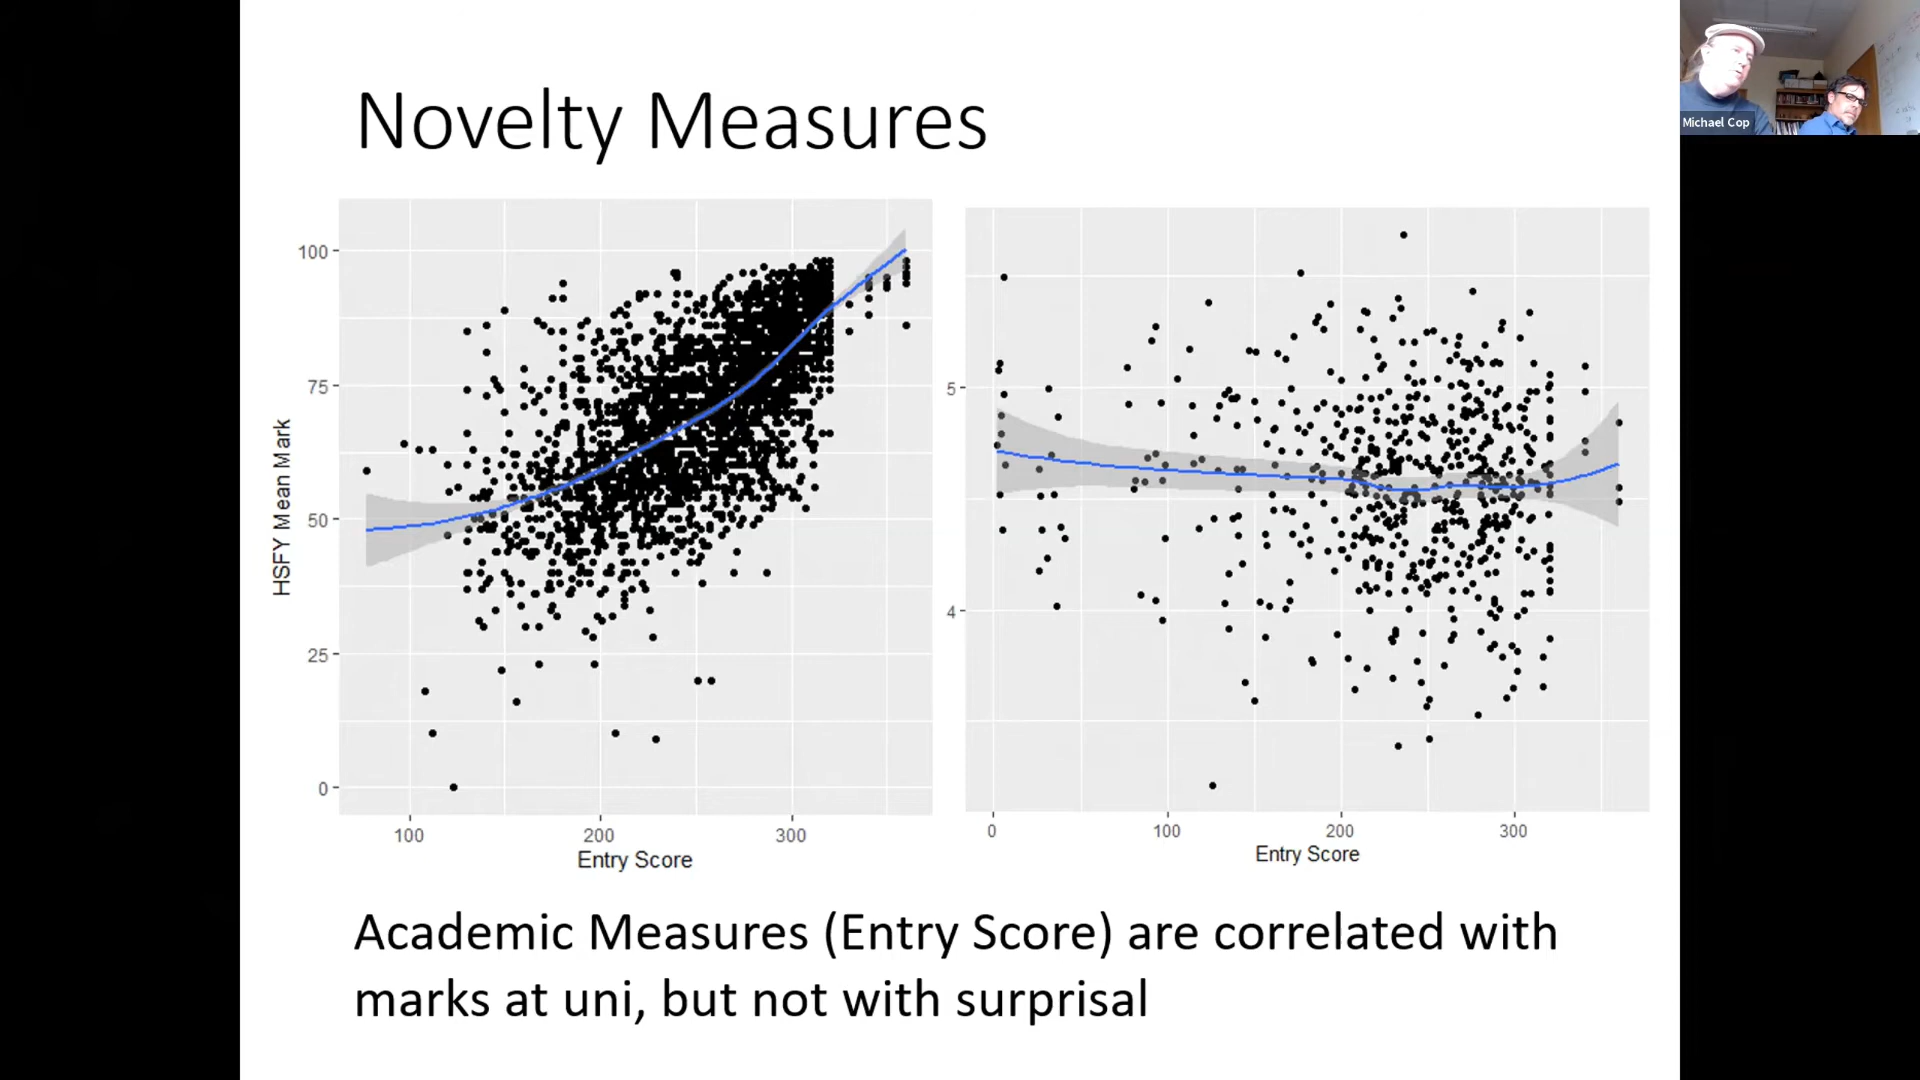 Novelty Measures
Michael Cop
HSFY Mean Mark
100
75
50
25
0
100
200
300
Entry Score
5
4
0
100
200
300
Entry Score
Academic Measures (Entry Score) are correlated with
marks at uni, but not with surprisal